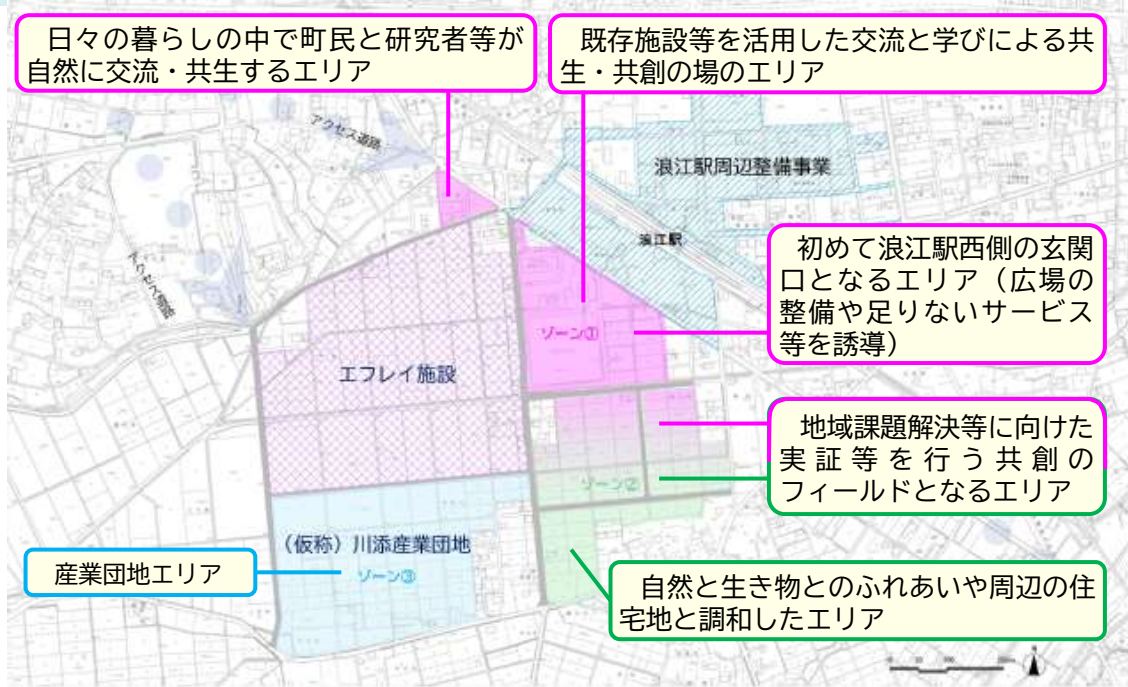 日々の暮らしの中で町民と研究者等が
自然に交流・共生するエリア
既存施設等を活用した交流と学びによる共
生・共創の場のエリア
アクセス道路
浪江駅周辺整備事業
浪江駅
初めて浪江駅西側の玄関
口となるエリア(広場の
整備や足りないサービス
等を誘導)
アクセス道路
ゾーン①
エフレイ施設
地域課題解決等に向けた
実証等を行う共創の
フィールドとなるエリア
ゾーン②
(仮称)川添産業団地
産業団地エリア
ゾーン③
自然と生き物とのふれあいや周辺の住
宅地と調和したエリア